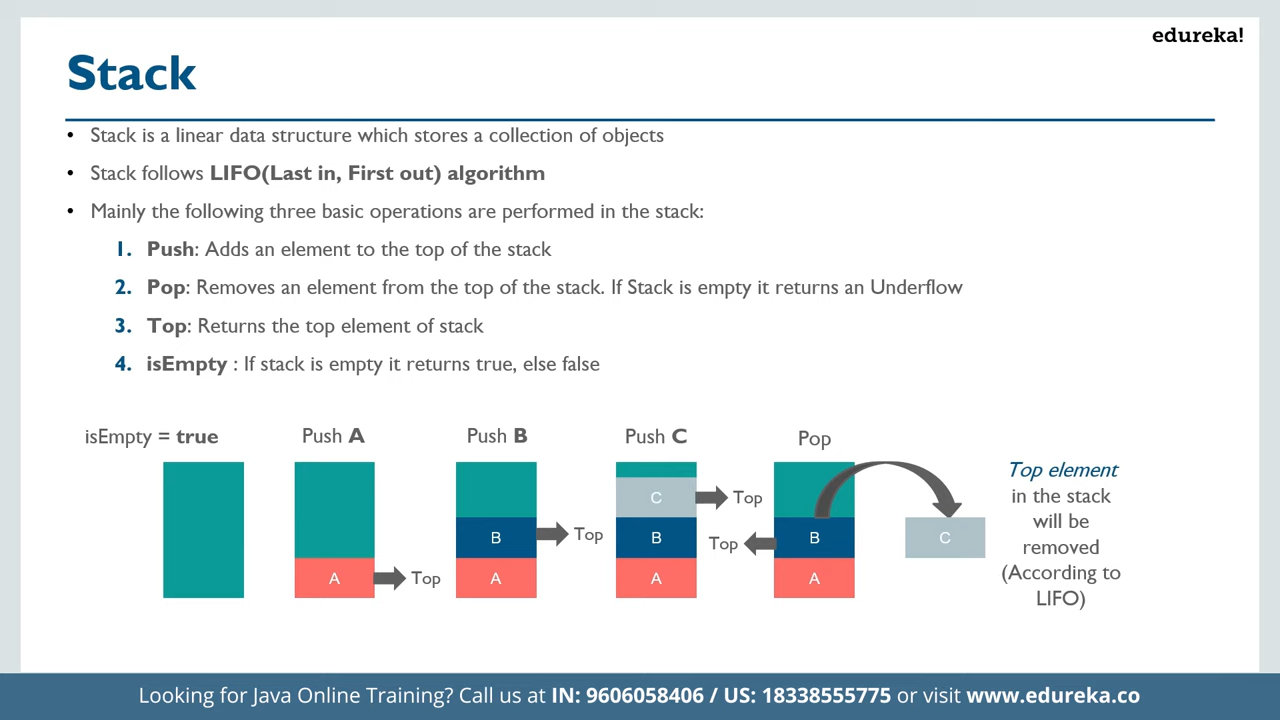 edureka!
Stack
• Stack is a linear data structure which stores a collection of objects
• Stack follows LIFO(Last in, First out) algorithm
• Mainly the following three basic operations are performed in the stack:
1. Push: Adds an element to the top of the stack
2. Pop: Removes an element from the top of the stack. If Stack is empty it returns an Underflow
3. Top: Returns the top element of stack
4. isEmpty : If stack is empty it returns true, else false
isEmpty = true
Push A
A
Top
Push B
B
A
Top
Push C
C
B
A
Top
Pop
Top
B
A
C
Top element
in the stack
will be
removed
(According to
LIFO)
Looking for Java Online Training? Call us at IN: 9606058406 / US: 18338555775 or visit www.edureka.co